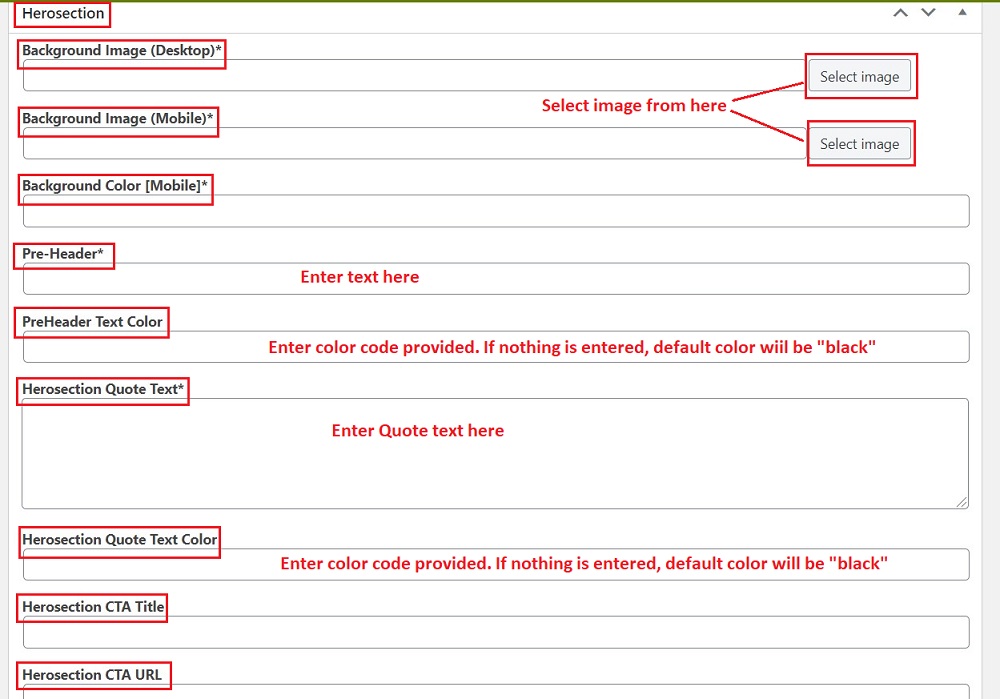 Herosection
Background Image (Desktop)*
Select image
Select image from here
Background Image (Mobile)*
Select image
Background Color [Mobile]*
Pre-Header*
Enter text here
PreHeader Text Color
Enter color code provided. If nothing is entered, default color wiil be "black"
Herosection Quote Text*
Enter Quote text here
Herosection Quote Text Color
Enter color code provided. If nothing is entered, default color will be "black"
Herosection CTA Title
Herosection CTA URL